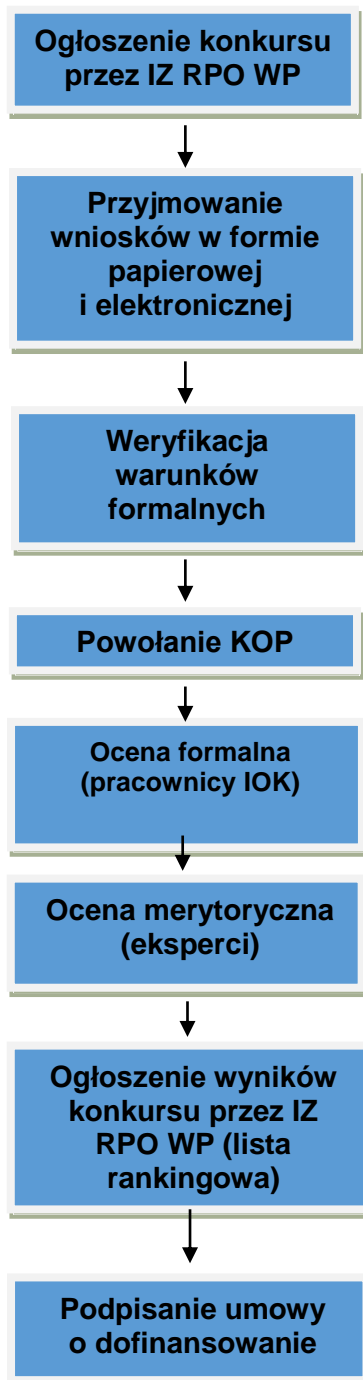 Ogłoszenie konkursu
przez IZ RPO WP
Przyjmowanie
wniosków w formie
papierowej
i elektronicznej
Weryfikacja
warunków
formalnych
Powołanie KOP
Ocena formalna
(pracownicy IOK)
Ocena merytoryczna
(eksperci)
Ogłoszenie wyników
konkursu przez IZ
RPO WP (lista
rankingowa)
Podpisanie umowy
o dofinansowanie